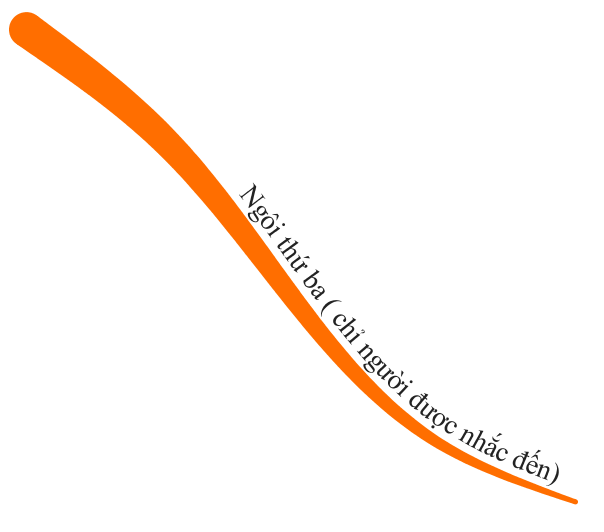 Ngôi thứ ba ( chỉ người được nhắc đến)